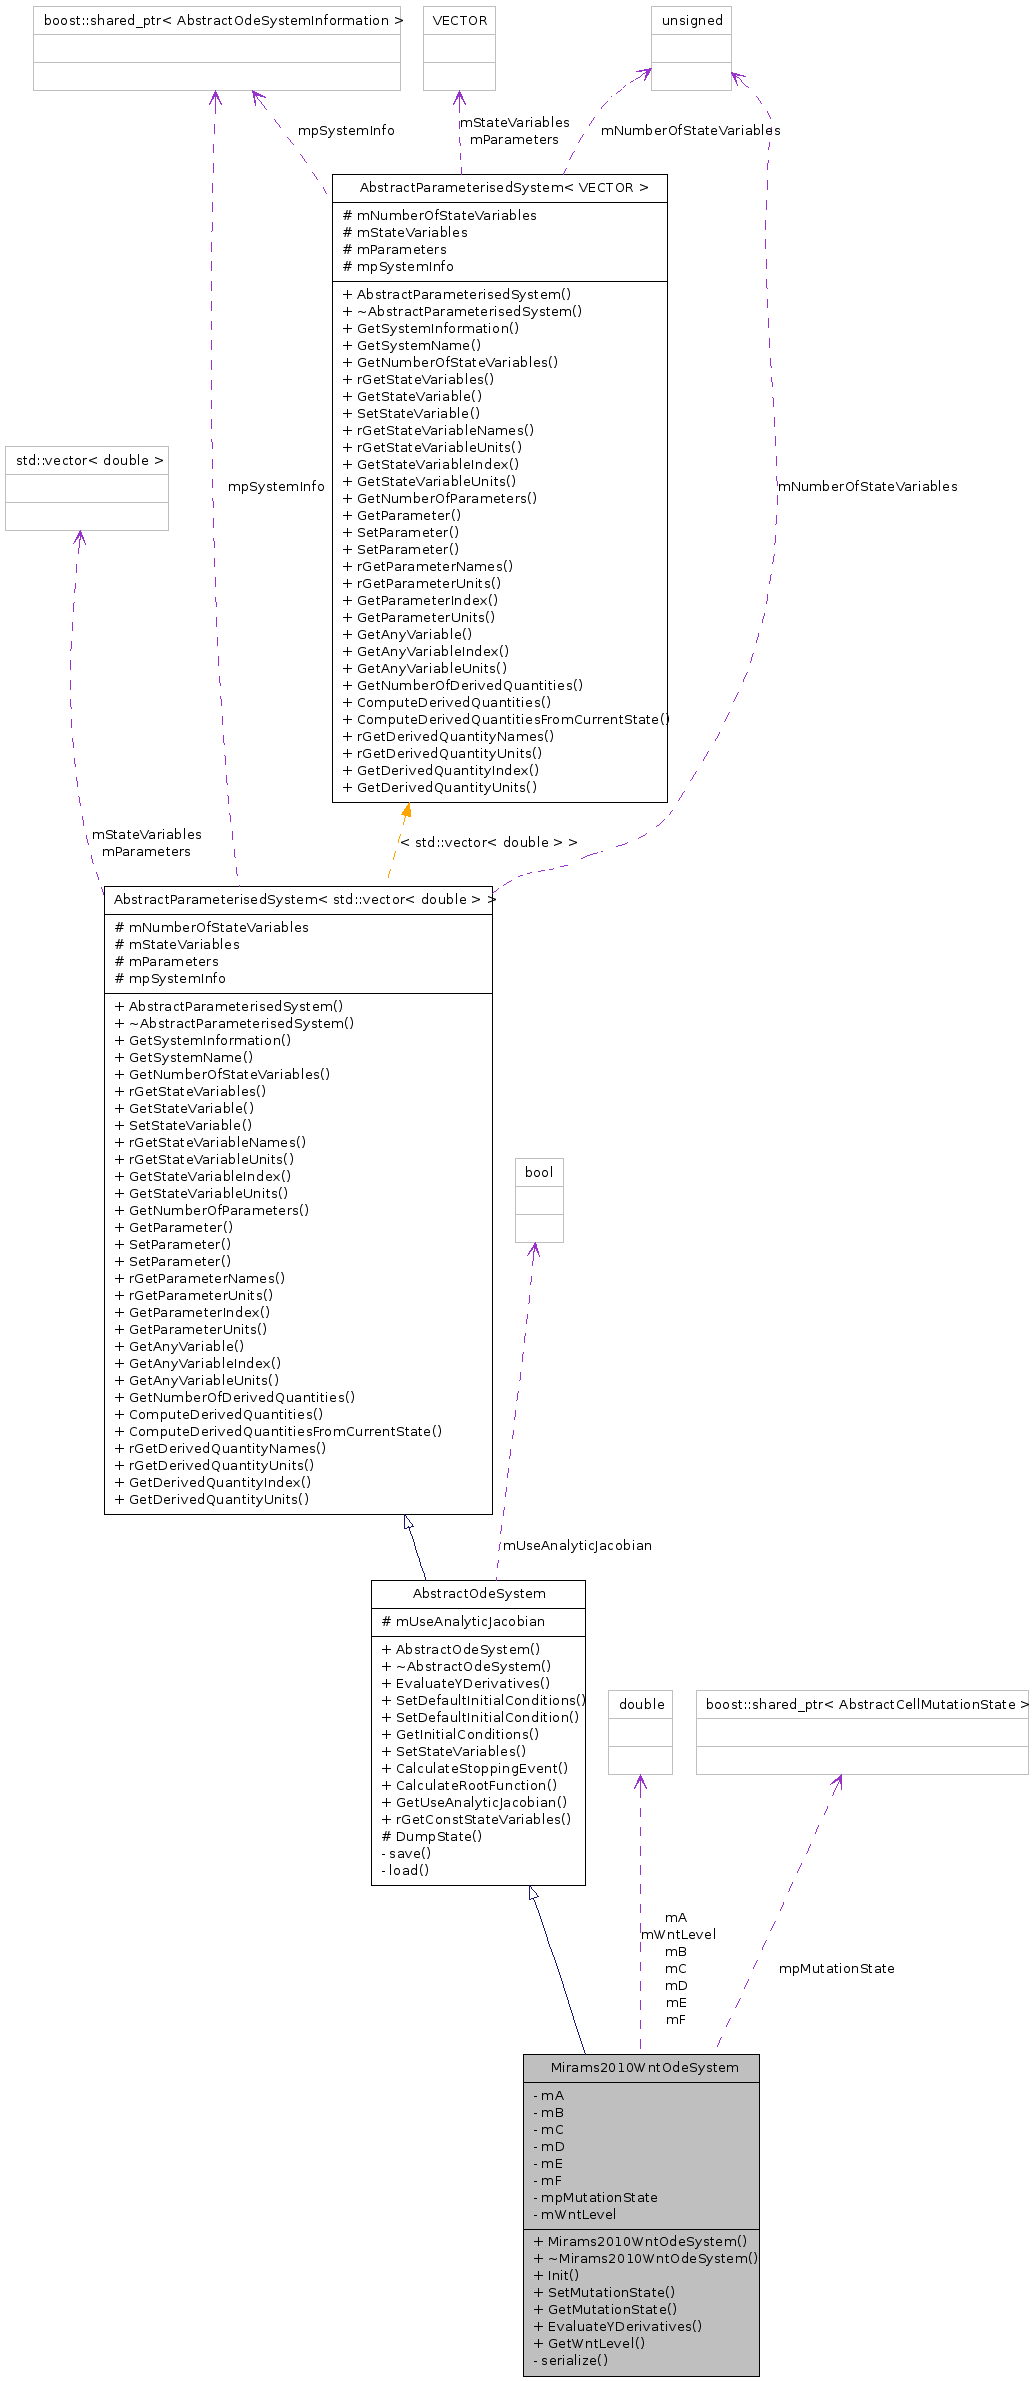 boost::shared_ptr< AbstractOdeSystemInformation >
VECTOR
unsigned
mpSystemInfo
mStateVariables
mParameters
mNumberOfStateVariables
AbstractParameterisedSystem< VECTOR >
# mNumberOfStateVariables
# mStateVariables
# mParameters
# mpSystemInfo
+ AbstractParameterisedSystem()
+ ~AbstractParameterisedSystem()
+ GetSystemInformation()
+ GetSystemName()
+ GetNumberOfStateVariables()
+ rGetStateVariables()
+ GetStateVariable()
+ SetStateVariable()
+ rGetStateVariableNames()
+ rGetStateVariableUnits()
+ GetStateVariableIndex()
+ GetStateVariableUnits()
+ GetNumberOfParameters()
+ GetParameter()
+ SetParameter()
+ SetParameter()
+ rGetParameterNames()
+ rGetParameterUnits()
+ GetParameterIndex()
+ GetParameterUnits()
+ GetAnyVariable()
+ GetAnyVariableIndex()
+ GetAnyVariableUnits()
+ GetNumberOfDerivedQuantities()
+ ComputeDerivedQuantities()
+ ComputeDerivedQuantitiesFromCurrentState()
+ rGetDerivedQuantityNames()
+ rGetDerivedQuantityUnits()
+ GetDerivedQuantityIndex()
+ GetDerivedQuantityUnits()
std::vector< double >
mpSystemInfo
mNumberOfStateVariables
mStateVariables
mParameters
< std::vector< double > >
AbstractParameterisedSystem< std::vector< double > >
# mNumberOfStateVariables
# mStateVariables
# mParameters
# mpSystemInfo
+ AbstractParameterisedSystem()
+ ~AbstractParameterisedSystem()
+ GetSystemInformation()
+ GetSystemName()
+ GetNumberOfStateVariables()
+ rGetStateVariables()
+ GetStateVariable()
+ SetStateVariable()
+ rGetStateVariableNames()
+ rGetStateVariableUnits()
+ GetStateVariableIndex()
+ GetStateVariableUnits()
+ GetNumberOfParameters()
+ GetParameter()
+ SetParameter()
+ SetParameter()
+ rGetParameterNames()
+ rGetParameterUnits()
+ GetParameterIndex()
+ GetParameterUnits()
+ GetAnyVariable()
+ GetAnyVariableIndex()
+ GetAnyVariableUnits()
+ GetNumberOfDerivedQuantities()
+ ComputeDerivedQuantities()
+ ComputeDerivedQuantitiesFromCurrentState()
+ rGetDerivedQuantityNames()
+ rGetDerivedQuantityUnits()
+ GetDerivedQuantityIndex()
+ GetDerivedQuantityUnits()
bool
mUseAnalyticJacobian
AbstractOdeSystem
# mUseAnalyticJacobian
+ AbstractOdeSystem()
+ ~AbstractOdeSystem()
+ EvaluateYDerivatives()
+ SetDefaultInitialConditions()
+ SetDefaultInitialCondition()
+ GetInitialConditions()
+ SetStateVariables()
+ CalculateStoppingEvent()
+ CalculateRootFunction()
+ GetUseAnalyticJacobian()
+ rGetConstStateVariables()
# DumpState()
- save()
- load()
double
boost::shared_ptr< AbstractCellMutationState >
mA
mWntLevel
mB
mC
mD
mE
mF
mpMutationState
Mirams2010WntOdeSystem
- mA
- mB
- mC
- mD
- mE
- mF
- mpMutationState
- mWntLevel
+ Mirams2010WntOdeSystem()
+ ~Mirams2010WntOdeSystem()
+ Init()
+ SetMutationState()
+ GetMutationState()
+ EvaluateYDerivatives()
+ GetWntLevel()
- serialize()